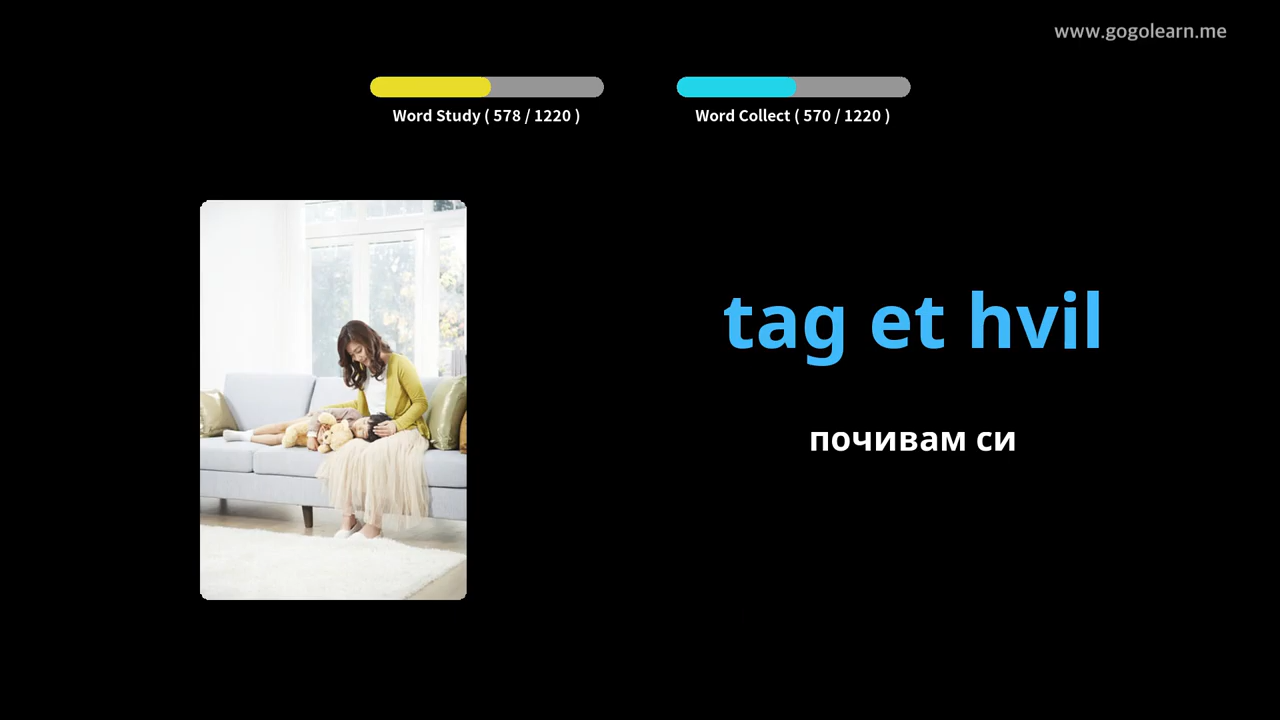 www.gogolearn.me
Word Study ( 578 / 1220 )
Word Collect ( 570 / 1220 )
tag et hvil
почивам си